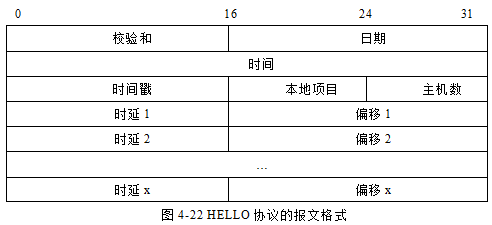 0 16 24 31
校验和 日期
时间
时间戳 本地项目 主机数
时延 1 偏移 1
时延 2 偏移 2
...
时延 x 偏移 x
图 4-22 HELLO 协议的报文格式